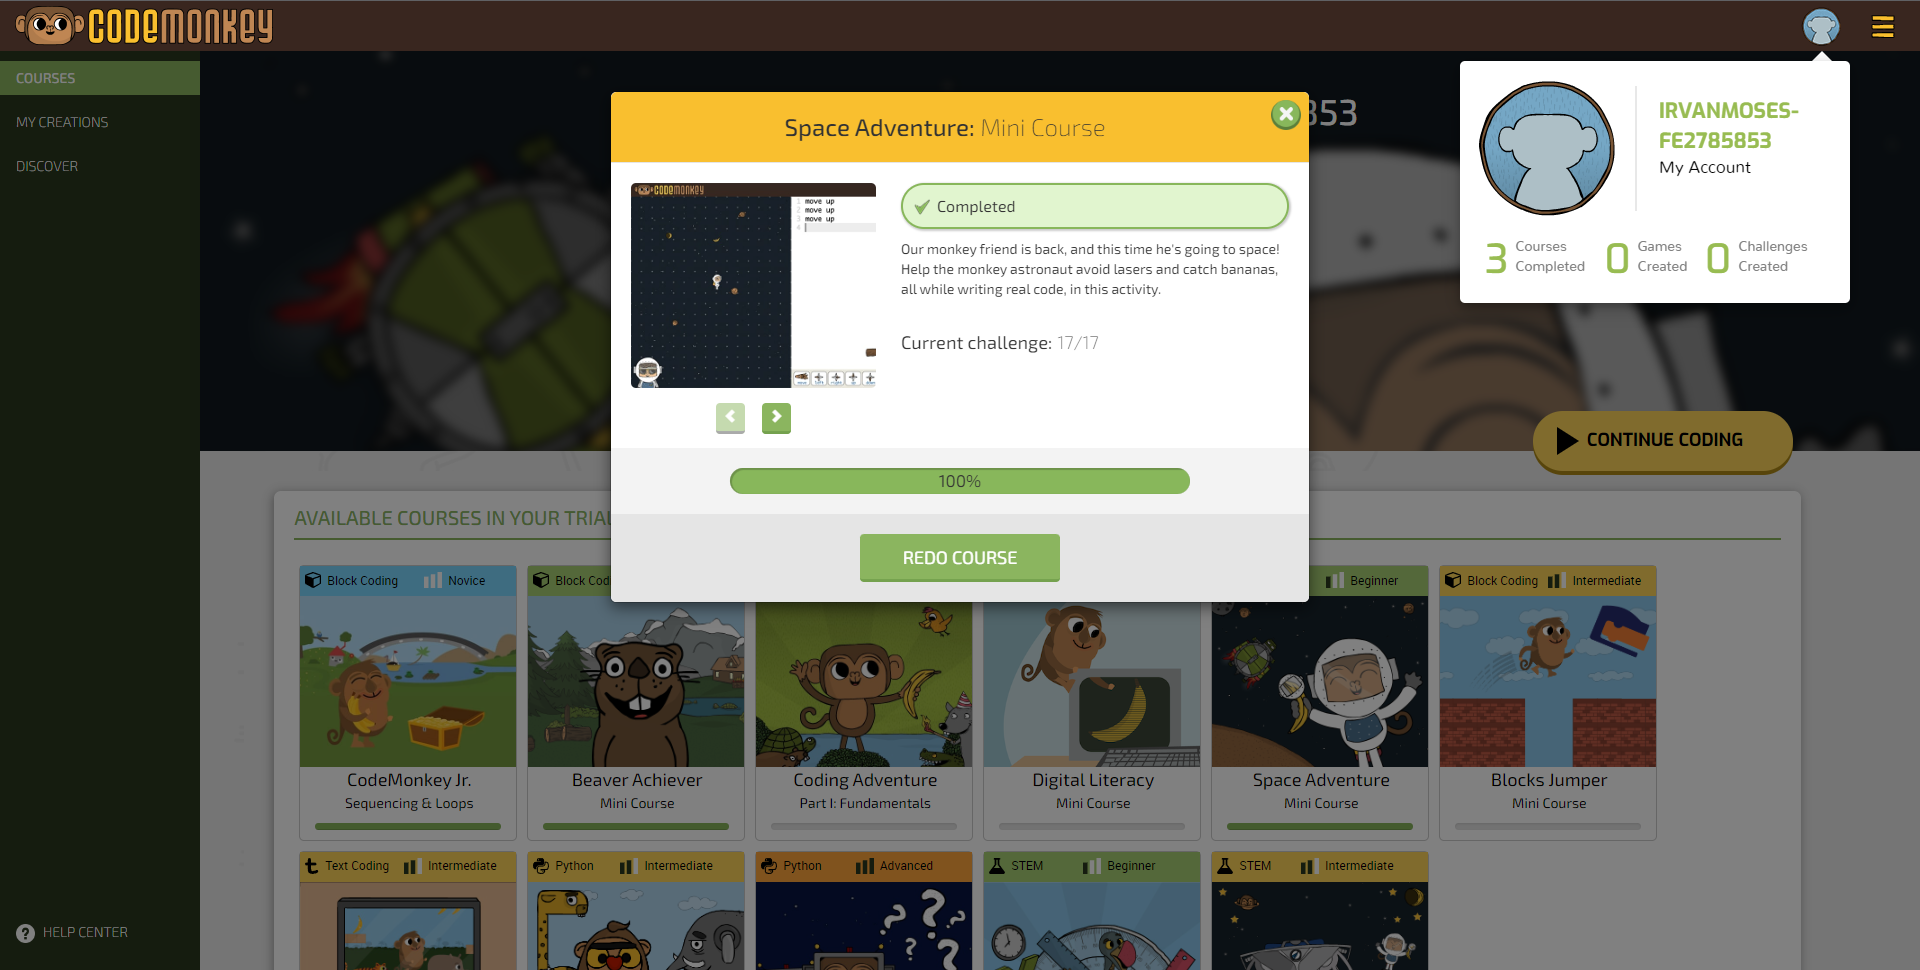 CODEMONKEY
COURSES
MY CREATIONS
DISCOVER
HELP CENTER
853
IRVANMOSES-
FE2785853
My Account
3 Courses Completed
0 Games Created
0 Challenges Created
Space Adventure: Mini Course
CODEMONKEY
1 move up
2 move up
3 move up
4
Completed
Our monkey friend is back, and this time he's going to space!
Help the monkey astronaut avoid lasers and catch bananas,
all while writing real code, in this activity.
Current challenge: 17/17
100%
REDO COURSE
CONTINUE CODING
AVAILABLE COURSES IN YOUR TRIAL
Block Coding Novice
CodeMonkey Jr.
Sequencing & Loops
Block Cod
Beaver Achiever
Mini Course
Coding Adventure
Part I: Fundamentals
Digital Literacy
Mini Course
Beginner
Space Adventure
Mini Course
Block Coding Intermediate
Blocks Jumper
Mini Course
Text Coding Intermediate
Python Intermediate
Python Advanced
? ? ? ?
STEM Beginner
STEM Intermediate